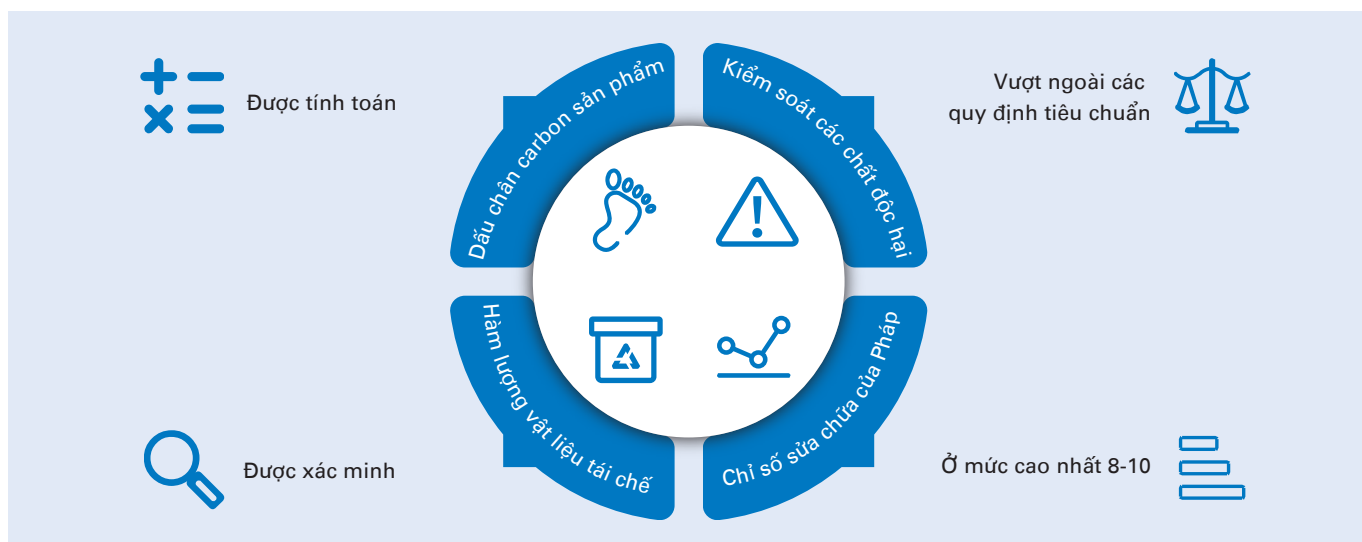 Được tính toán
Dấu chân carbon sản phẩm
Kiểm soát các chất độc hại
Vượt ngoài các
quy định tiêu chuẩn
Được xác minh
Hàm lượng vật liệu tái chế
Chỉ số sửa chữa của Pháp
Ở mức cao nhất 8-10